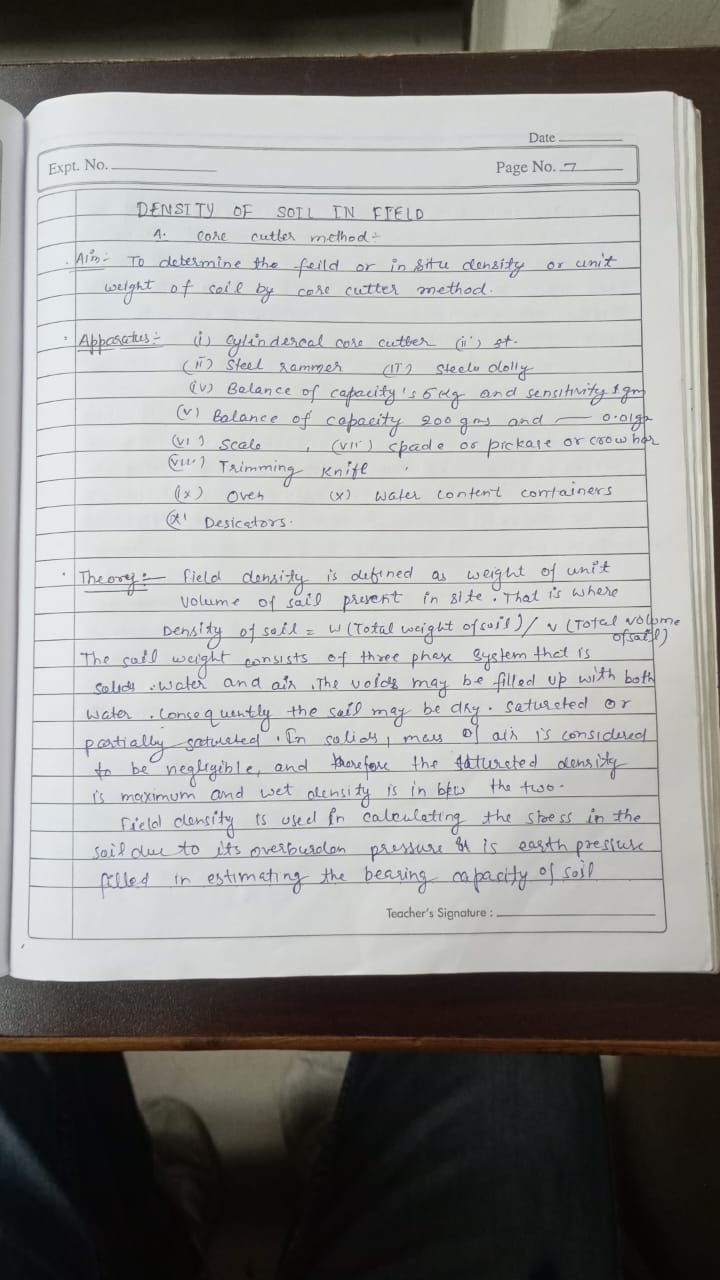 Date
Expt. No.
Page No. 7
DENSITY OF SOIL IN FIELD
A. core cutter method :-
Aim :- To determine the feild or in situ density or unit
weight of soil by core cutter method.
Apparatus :- (i) cylindercal core cutter (ii) st.
(ii) Steel rammer (iii) Steele dolly
(iv) Balance of capacity's 5 Kg and sensitivity 1 gm
(v) Balance of capacity 200 gms and — 0.01gm
(vi) Scale, (vii) spade or pickaxe or crow bar
(viii) Trimming Knife
(ix) Oven (x) water content containers
(xi) Desicators.
Theory :- Field density is defined as weight of unit
volume of soil present in site. That is where
Density of soil = W (Total weight of soil) / V (Total volume
of soil)
The soil weight consists of three phase system that is
solids, water and air. The voids may be filled up with both
water. Consequently the soil may be dry. saturated or
partially saturated. In solids, mass of air is considered
to be negligible, and therefore the saturated density
is maximum and wet density is in btw the two.
Field density is used in calculating the stress in the
soil due to its overburden pressure it is earth pressure
filled in estimating the bearing capacity of soil
Teacher's Signature :